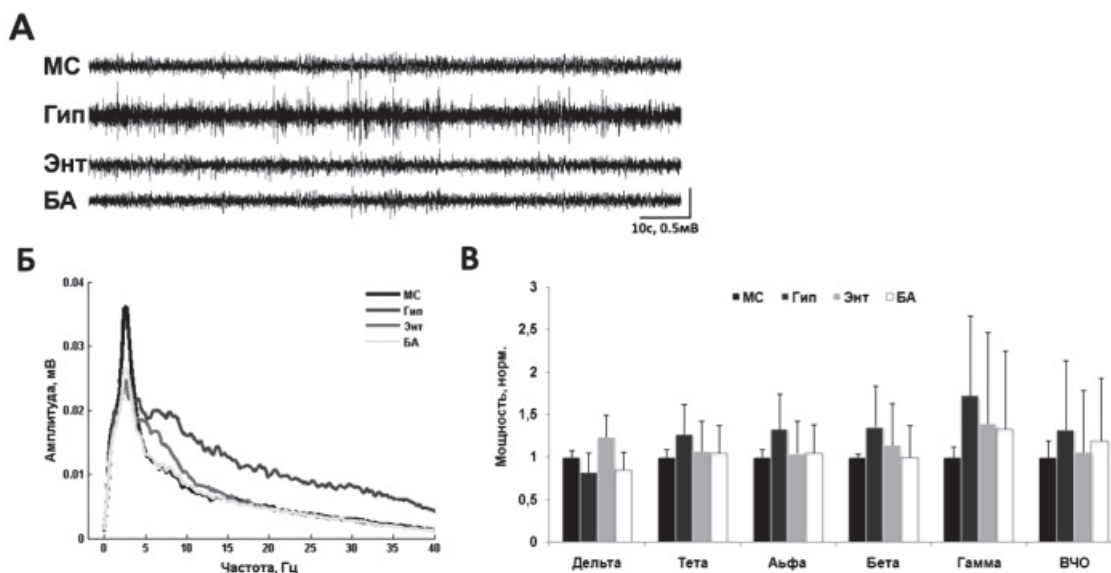 А
МС
Гип
Энт
БА
10с, 0.5мВ
Б
Амплитуда, мВ
0.04
0.03
0.02
0.01
0
0 5 10 15 20 25 30 35 40
Частота, Гц
МС
Гип
Энт
БА
В
Мощность, норм.
3
2,5
2
1,5
1
0,5
0
МС Гип Энт БА
Дельта Тета Аьфа Бета Гамма ВЧО